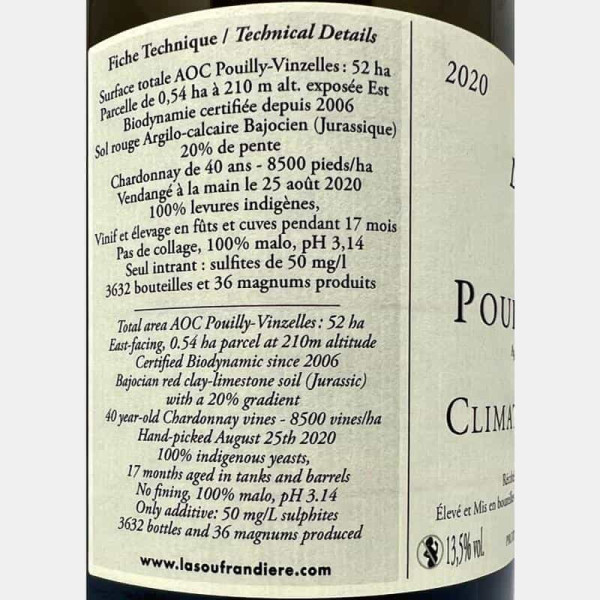 Fiche Technique / Technical Details
Surface totale AOC Pouilly-Vinzelles : 52 ha
Parcelle de 0,54 ha à 210 m alt. exposée Est
Biodynamie certifiée depuis 2006
Sol rouge Argilo-calcaire Bajocien (Jurassique)
20% de pente
Chardonnay de 40 ans - 8500 pieds/ha
Vendangé à la main le 25 août 2020
100% levures indigènes,
Vinif et élevage en fûts et cuves pendant 17 mois
Pas de collage, 100% malo, pH 3,14
Seul intrant : sulfites de 50 mg/l
3632 bouteilles et 36 magnums produits
Total area AOC Pouilly-Vinzelles : 52 ha
East-facing, 0.54 ha parcel at 210m altitude
Certified Biodynamic since 2006
Bajocian red clay-limestone soil (Jurassic)
with a 20% gradient
40 year-old Chardonnay vines - 8500 vines/ha
Hand-picked August 25th 2020
100% indigenous yeasts,
17 months aged in tanks and barrels
No fining, 100% malo, pH 3.14
Only additive: 50 mg/L sulphites
3632 bottles and 36 magnums produced
www.lasoufrandiere.com
2020
POUI
CLIMA
Élevé et Mis en
13,5% vol.